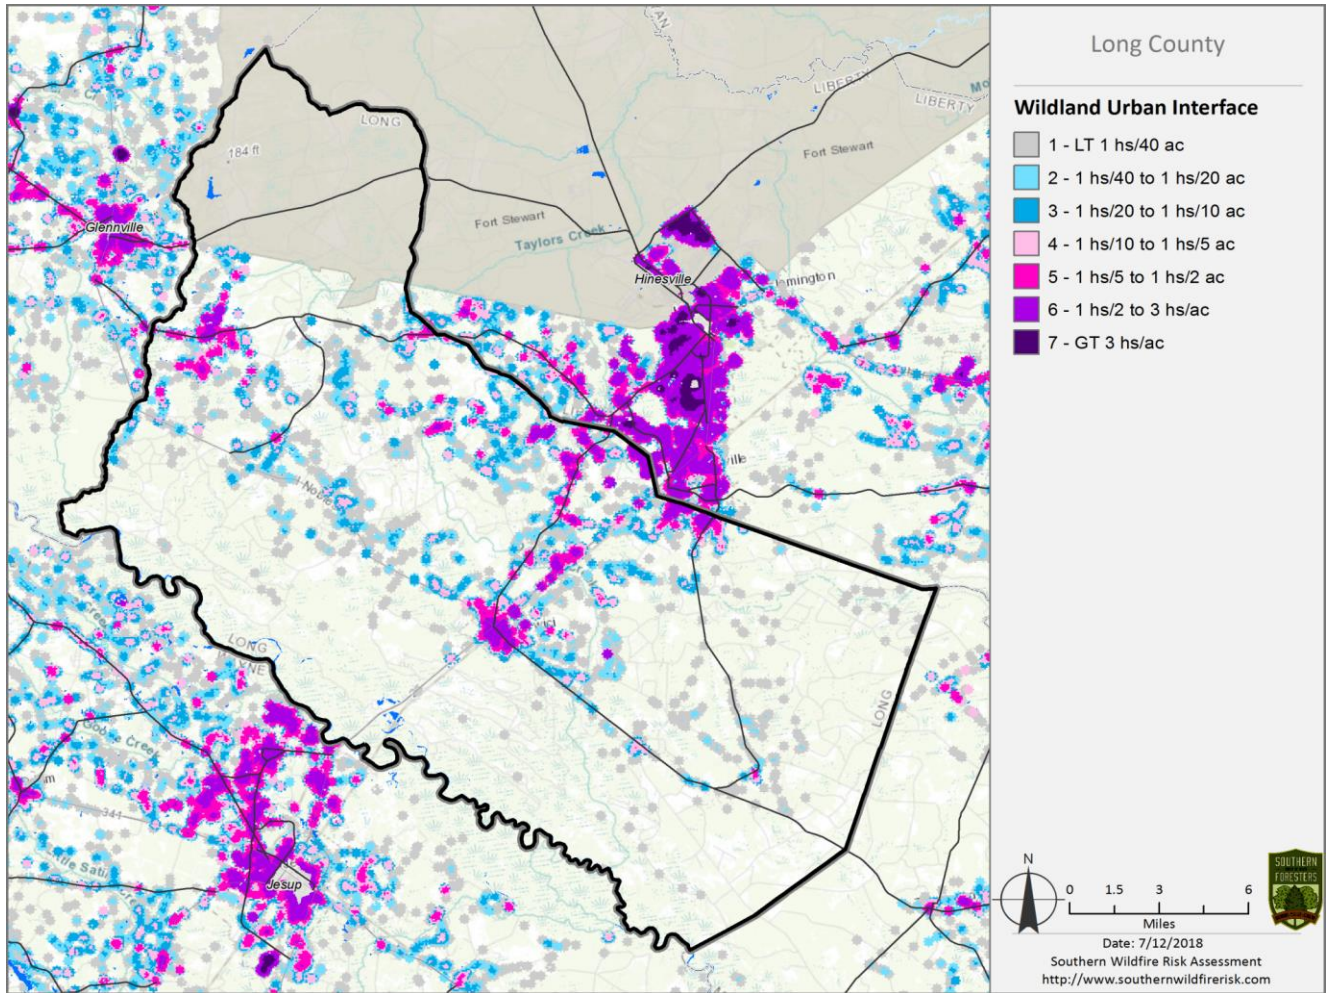 LONG
LIBERTY
LIBERTY
184 ft
Fort Stewart
Fort Stewart
Taylors Creek
Glennville
Hinesville
LONG
LONG
341
Jesup
Long County
Wildland Urban Interface
1 - LT 1 hs/40 ac
2 - 1 hs/40 to 1 hs/20 ac
3 - 1 hs/20 to 1 hs/10 ac
4 - 1 hs/10 to 1 hs/5 ac
5 - 1 hs/5 to 1 hs/2 ac
6 - 1 hs/2 to 3 hs/ac
7 - GT 3 hs/ac
N
0 1.5 3 6
Miles
SOUTHERN
FORESTERS
Date: 7/12/2018
Southern Wildfire Risk Assessment
http://www.southernwildfirerisk.com